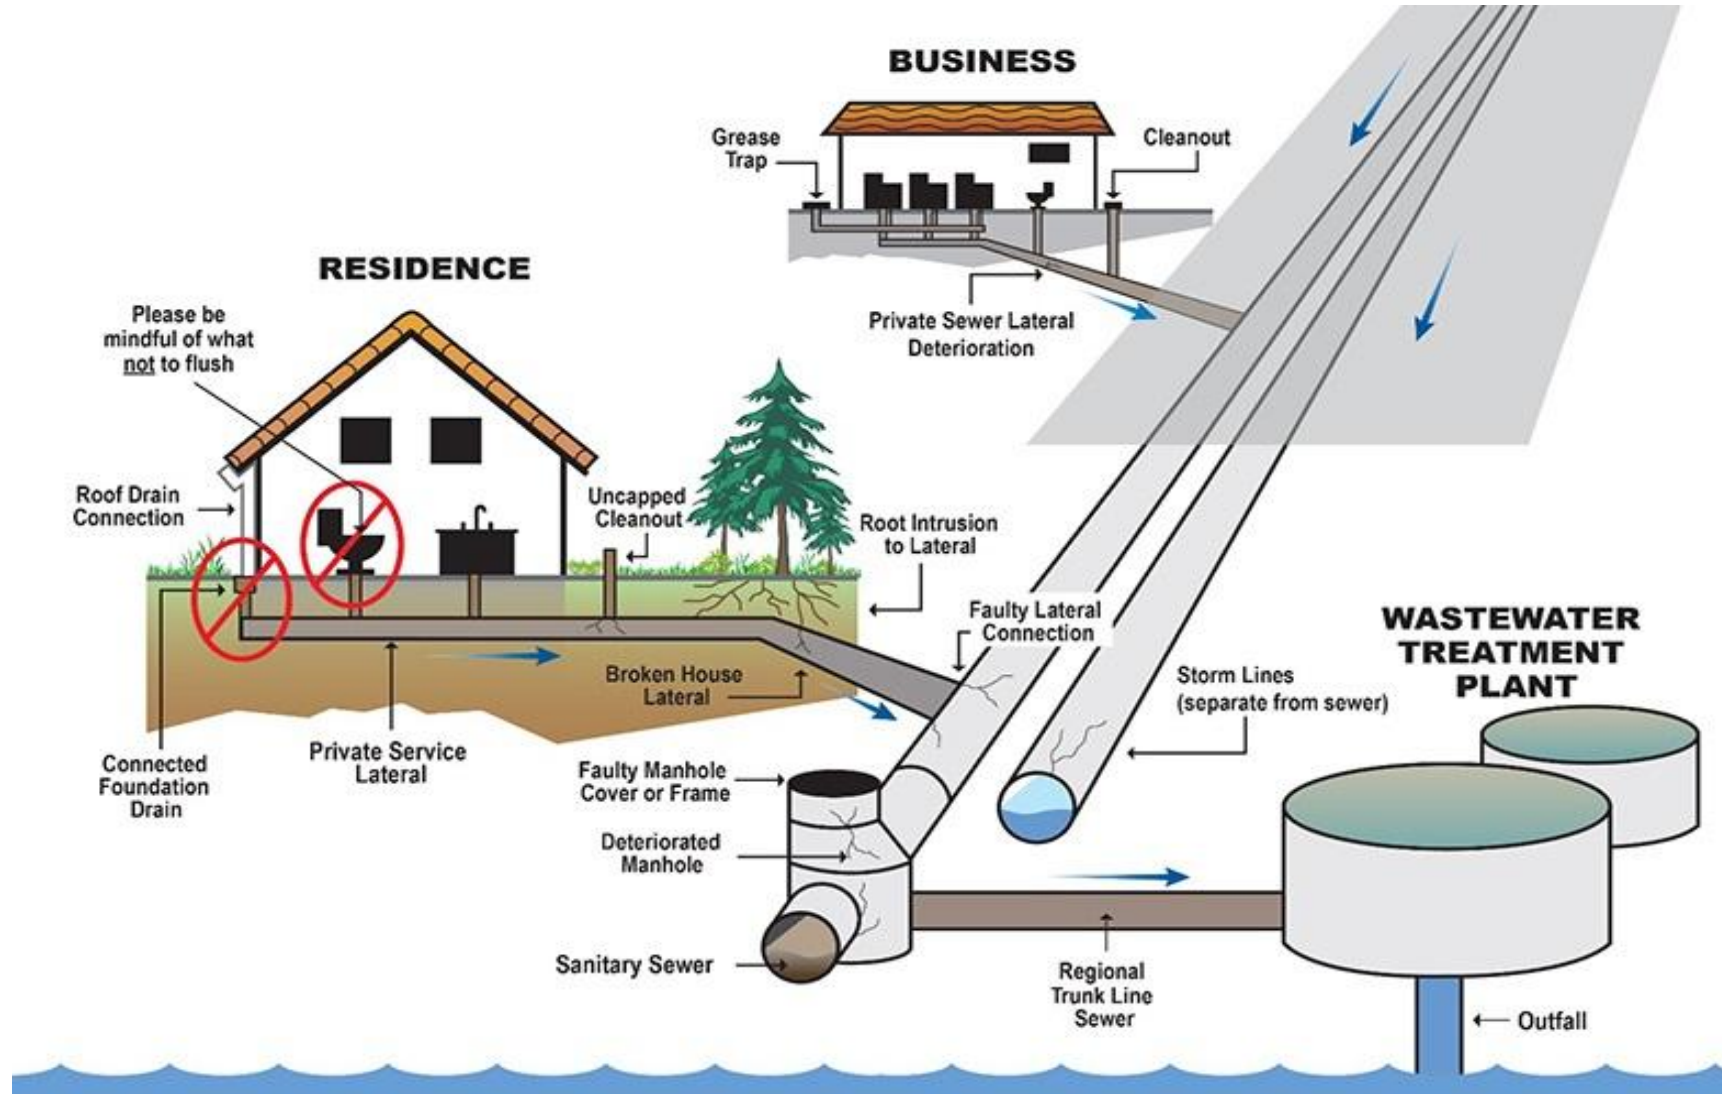 BUSINESS
Grease
Trap
Cleanout
Private Sewer Lateral
Deterioration
RESIDENCE
Please be
mindful of what
not to flush
Roof Drain
Connection
Uncapped
Cleanout
Root Intrusion
to Lateral
Faulty Lateral
Connection
Broken House
Lateral
Private Service
Lateral
Connected
Foundation
Drain
Faulty Manhole
Cover or Frame
Deteriorated
Manhole
Sanitary Sewer
Storm Lines
(separate from sewer)
WASTEWATER
TREATMENT
PLANT
Regional
Trunk Line
Sewer
Outfall